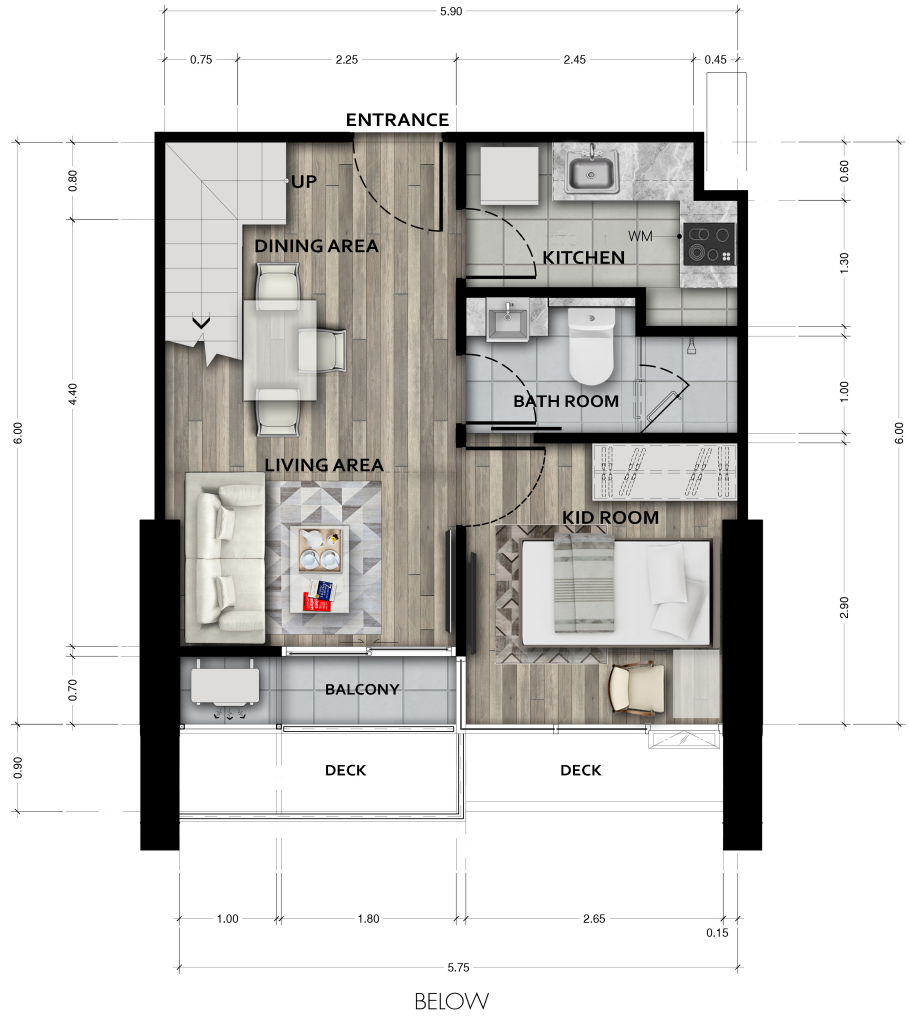 5.90
0.75
2.25
2.45
0.45
ENTRANCE
0.80
UP
0.60
DINING AREA
WM
KITCHEN
1.30
4.40
BATH ROOM
1.00
6.00
6.00
LIVING AREA
KID ROOM
2.90
0.70
BALCONY
0.90
DECK
DECK
1.00
1.80
2.65
0.15
5.75
BELOW